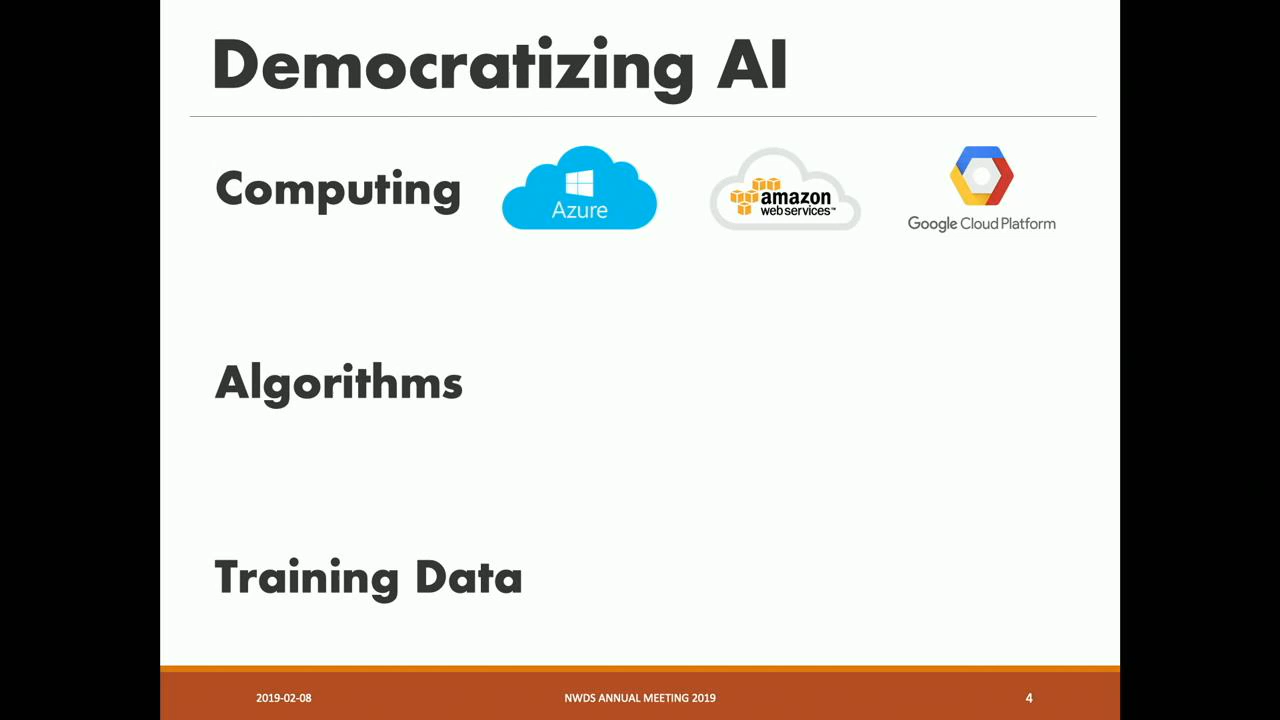 Democratizing AI
Computing
Azure
amazon
web services™
Google Cloud Platform
Algorithms
Training Data
2019-02-08
NWDS ANNUAL MEETING 2019
4